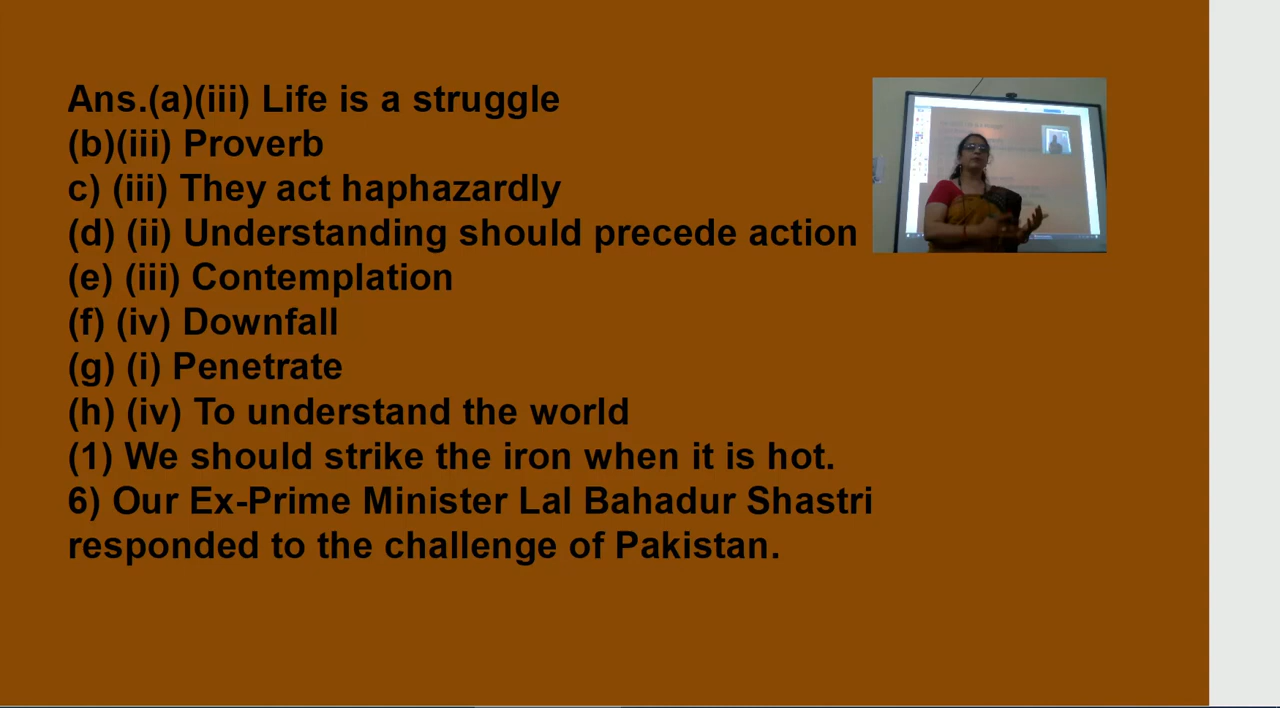 Ans.(a)(iii) Life is a struggle
(b)(iii) Proverb
c) (iii) They act haphazardly
(d) (ii) Understanding should precede action
(e) (iii) Contemplation
(f) (iv) Downfall
(g) (i) Penetrate
(h) (iv) To understand the world
(1) We should strike the iron when it is hot.
6) Our Ex-Prime Minister Lal Bahadur Shastri
responded to the challenge of Pakistan.